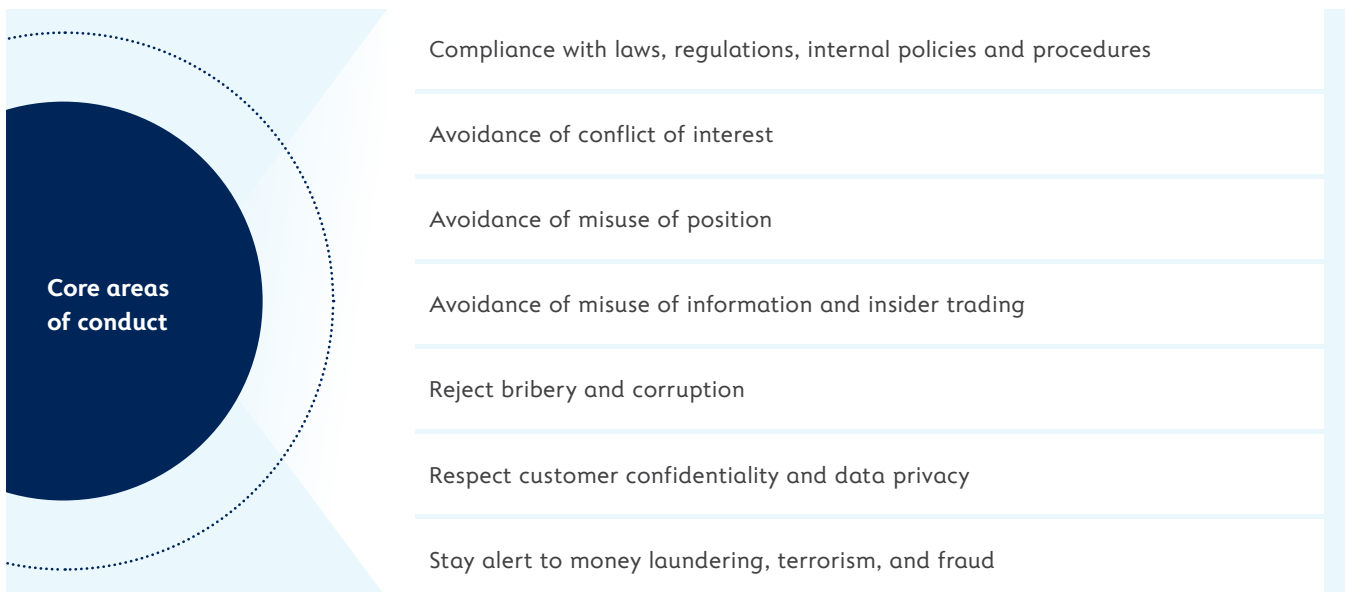 Core areas
of conduct
Compliance with laws, regulations, internal policies and procedures
Avoidance of conflict of interest
Avoidance of misuse of position
Avoidance of misuse of information and insider trading
Reject bribery and corruption
Respect customer confidentiality and data privacy
Stay alert to money laundering, terrorism, and fraud